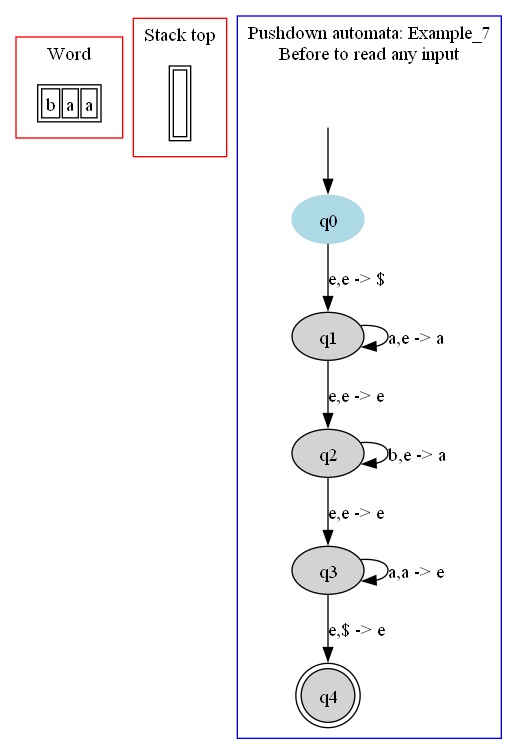 Word
b a a
Stack top
Pushdown automata: Example_7
Before to read any input
q0
e,e -> $
q1
a,e -> a
e,e -> e
q2
b,e -> a
e,e -> e
q3
a,a -> e
e,$ -> e
q4